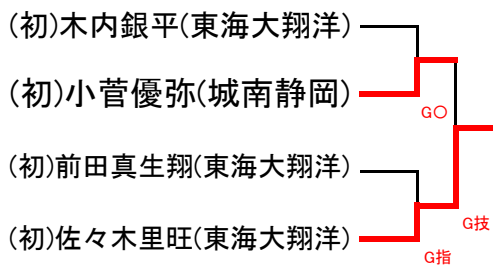 (初)木内銀平(東海大翔洋)
(初)小菅優弥(城南静岡)
G〇
(初)前田真生翔(東海大翔洋)
G技
(初)佐々木里旺(東海大翔洋)
G指